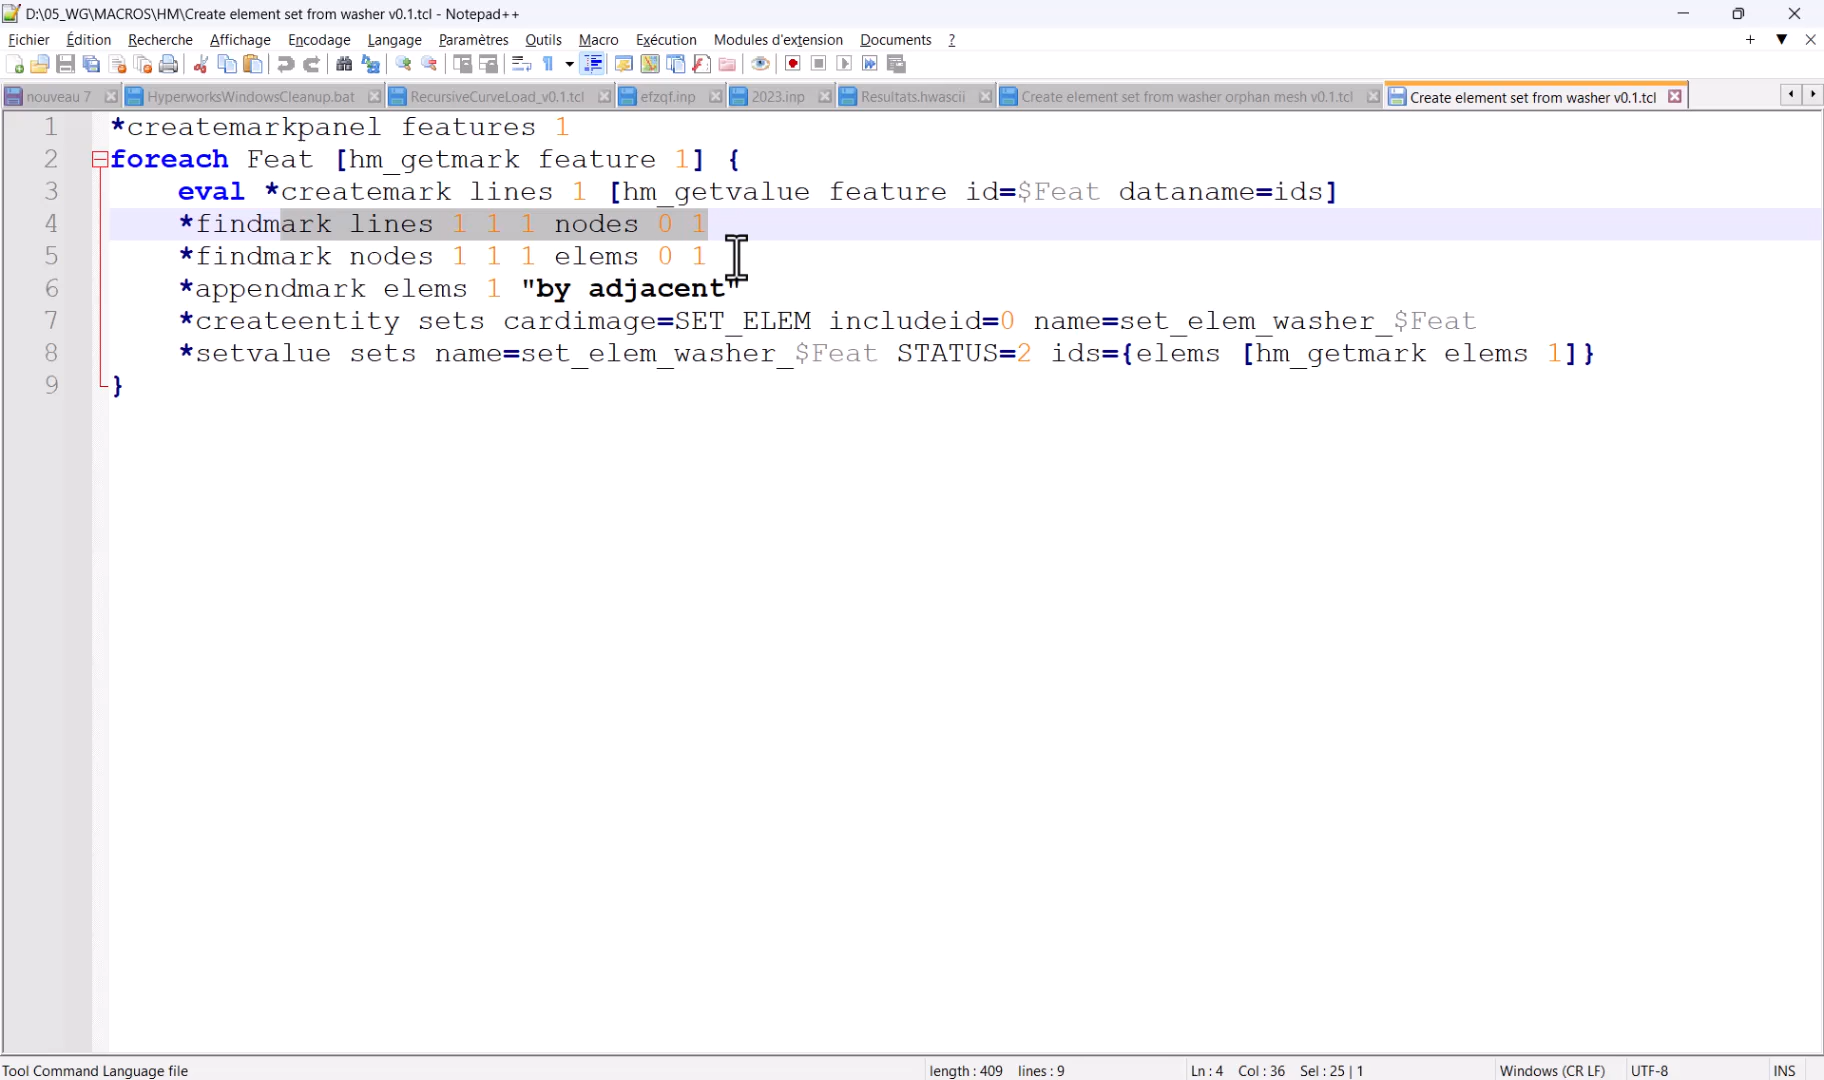 D:\05_WG\MACROS\HM\Create element set from washer v0.1.tcl - Notepad++
Fichier Édition Recherche Affichage Encodage Langage Paramètres Outils Macro Exécution Modules d'extension Documents ?
nouveau 7 HyperworksWindowsCleanup.bat RecursiveCurveLoad_v0.1.tcl efzqf.inp 2023.inp Resultats.hwascii Create element set from washer orphan mesh v0.1.tcl Create element set from washer v0.1.tcl
1 *createmarkpanel features 1
2 foreach Feat [hm_getmark feature 1] {
3 eval *createmark lines 1 [hm_getvalue feature id=$Feat dataname=ids]
4 *findmark lines 1 1 1 nodes 0 1
5 *findmark nodes 1 1 1 elems 0 1
6 *appendmark elems 1 "by adjacent"
7 *createentity sets cardimage=SET_ELEM includeid=0 name=set_elem_washer_$Feat
8 *setvalue sets name=set_elem_washer_$Feat STATUS=2 ids={elems [hm_getmark elems 1]}
9 }
Tool Command Language file length : 409 lines : 9 Ln : 4 Col : 36 Sel : 25 | 1 Windows (CR LF) UTF-8 INS